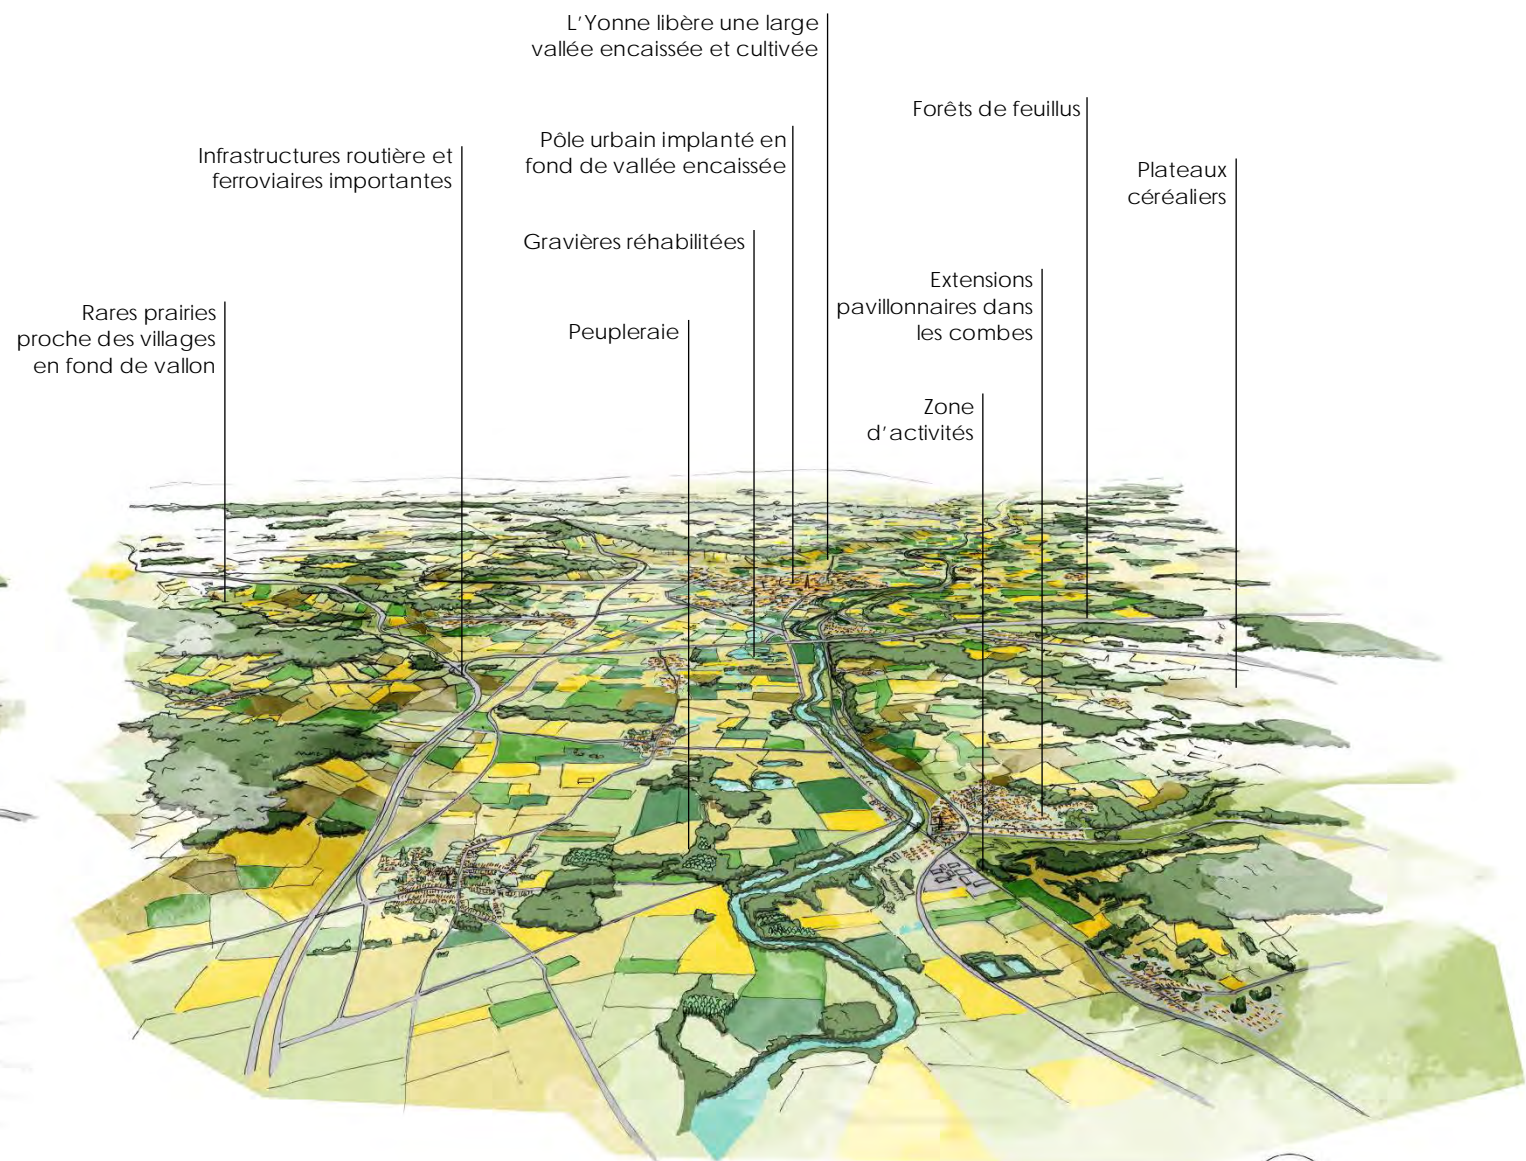 L'Yonne libère une large
vallée encaissée et cultivée
Forêts de feuillus
Pôle urbain implanté en
fond de vallée encaissée
Infrastructures routière et
ferroviaires importantes
Plateaux
céréaliers
Gravières réhabilitées
Extensions
pavillonnaires dans
les combes
Rares prairies
proche des villages
en fond de vallon
Peupleraie
Zone
d'activités